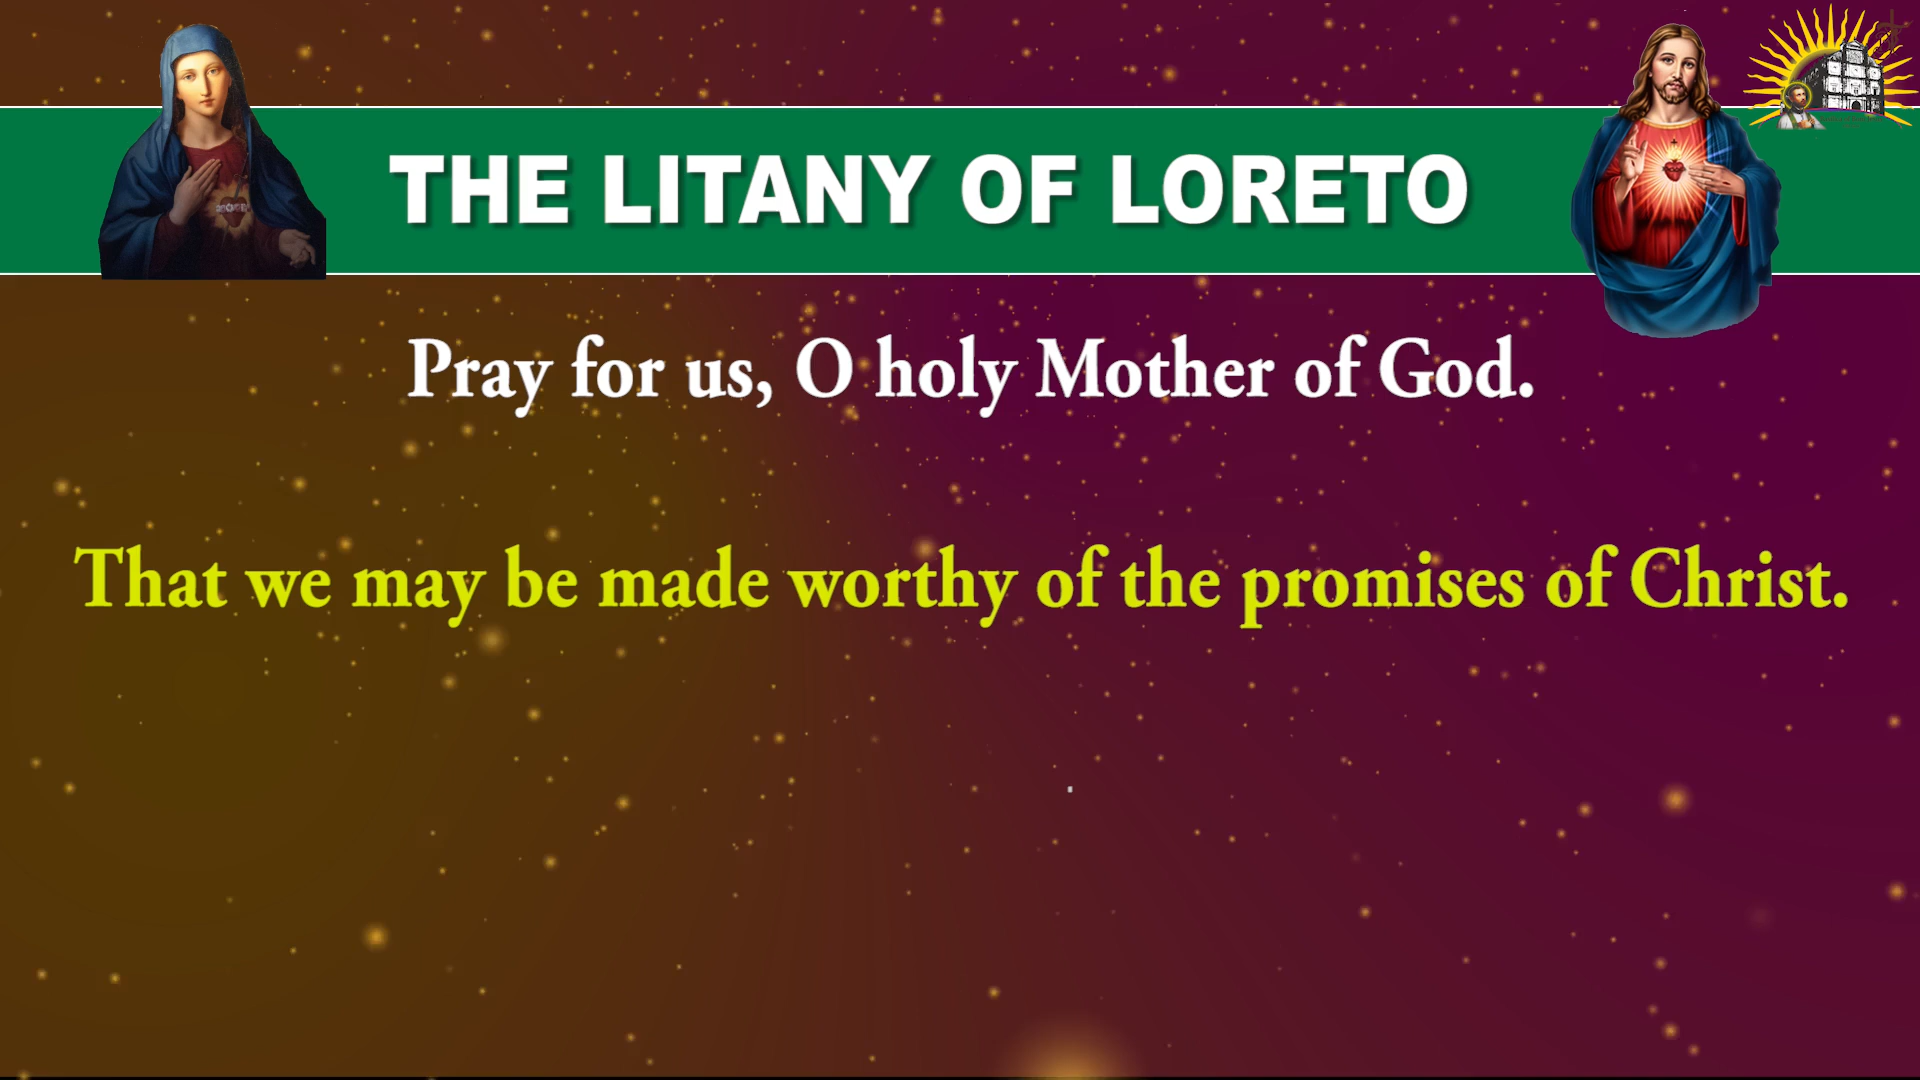 THE LITANY OF LORETO
Pray for us, O holy Mother of God.
That we may be made worthy of the promises of Christ.